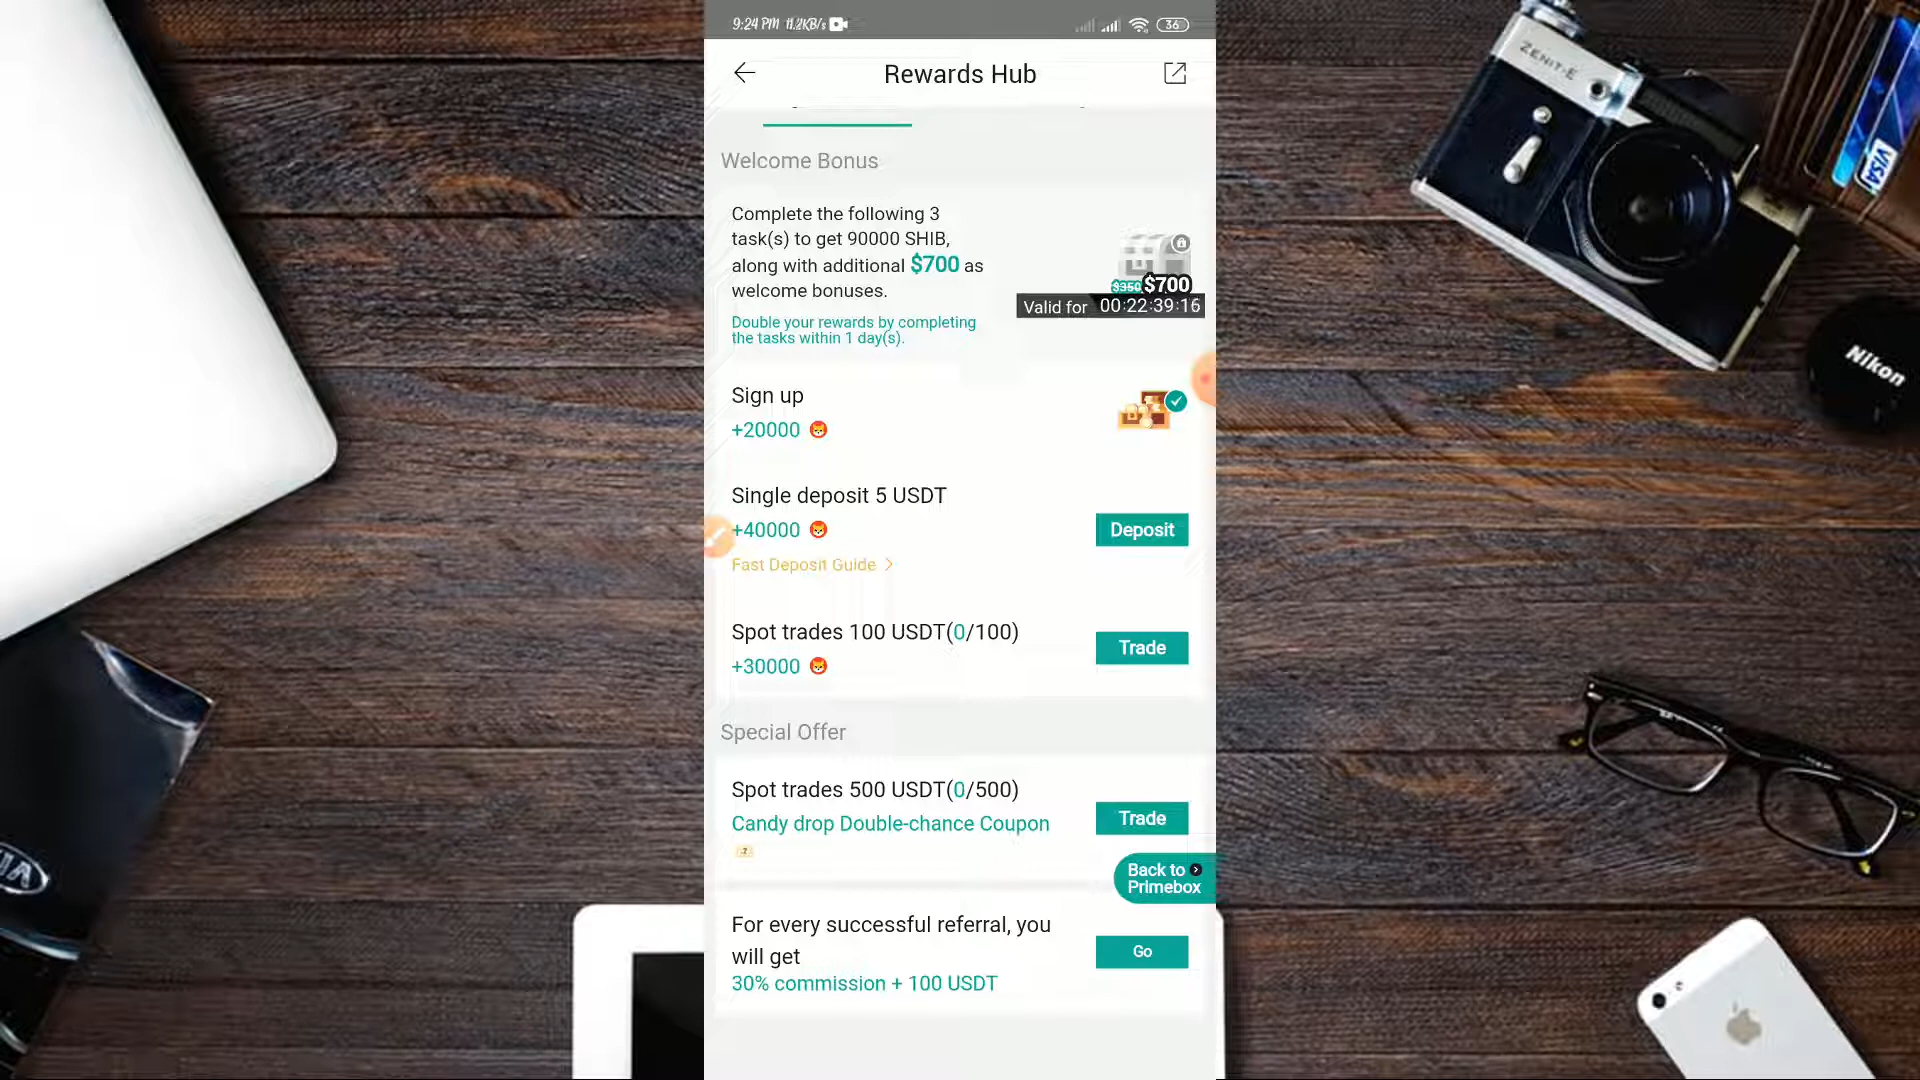 9:24 PM 11.2KB/s
36
Rewards Hub
Welcome Bonus
Complete the following 3
task(s) to get 90000 SHIB,
along with additional $700 as
welcome bonuses.
$350 $700
Valid for 00:22:39:16
Double your rewards by completing
the tasks within 1 day(s).
Sign up
+20000
Single deposit 5 USDT
+40000
Deposit
Fast Deposit Guide >
Spot trades 100 USDT(0/100)
+30000
Trade
Special Offer
Spot trades 500 USDT(0/500)
Candy drop Double-chance Coupon
Trade
Back to
Primebox
For every successful referral, you
will get
30% commission + 100 USDT
Go
ZENIT-E
VISA
Nikon